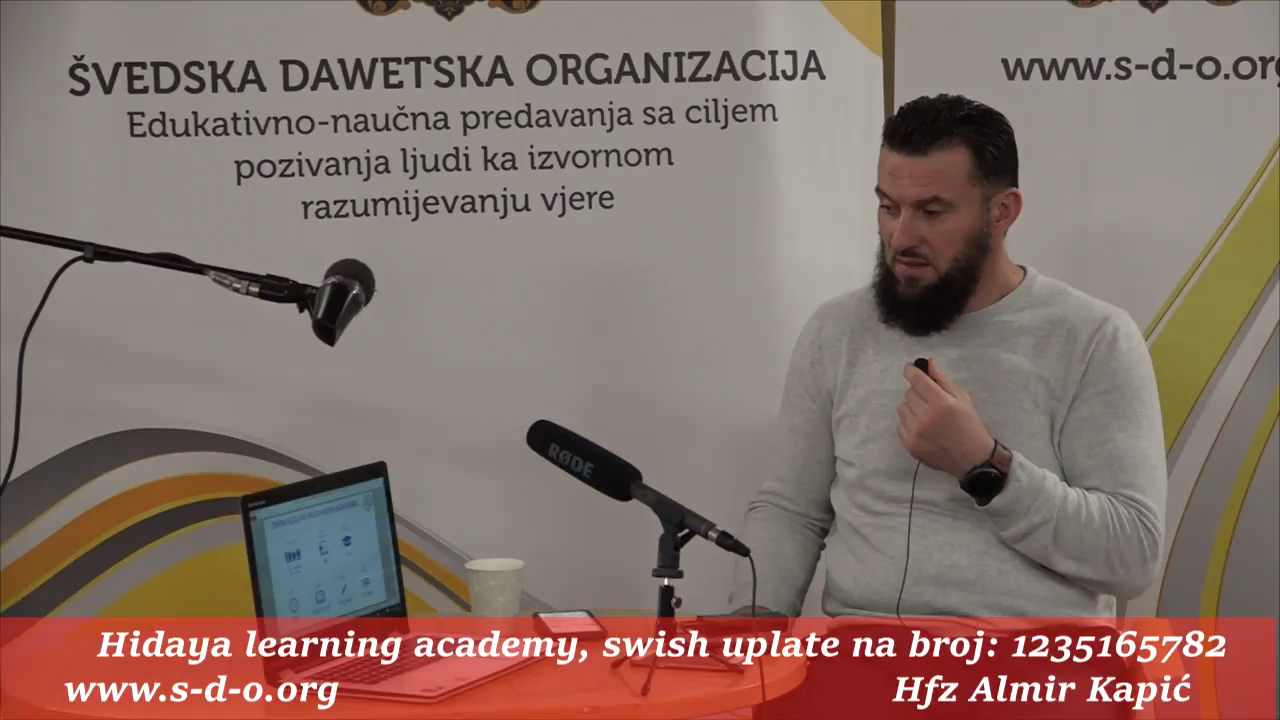 ŠVEDSKA DAWETSKA ORGANIZACIJA
Edukativno-naučna predavanja sa ciljem
pozivanja ljudi ka izvornom
razumijevanju vjere
www.s-d-o.org
RØDE
Hidaya learning academy, swish uplate na broj: 1235165782
www.s-d-o.org
Hfz Almir Kapić